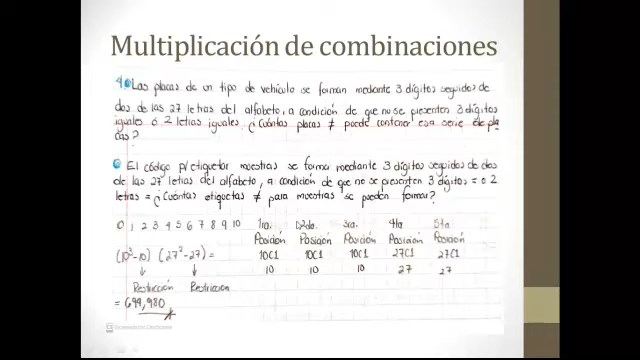 Multiplicación de combinaciones
4. Las placas de un tipo de vehículo se forman mediante 3 dígitos seguidos de
dos de las 27 letras del alfabeto, a condición de que no se presenten 3 dígitos
iguales ó 2 letras iguales. ¿Cuántas placas ≠ puede contener esa serie de pla
cas?
El código p/etiquetar muestras se forma mediante 3 dígitos seguidos de dos
de las 27 letras del alfabeto, a condición de que no se presenten 3 dígitos = o 2
letras = ¿Cuántas etiquetas ≠ para muestras se pueden formar?
0 1 2 3 4 5 6 7 8 9 10 1ra. 2da. 3ra. 4ta 5ta
Posición Posición Posición Posición Posición
(10³-10) (27²-27) = 10C1 10C1 10C1 27C1 27C1
↓ ↓ 10 10 10 27 27
Restricción Restricción
= 694,980